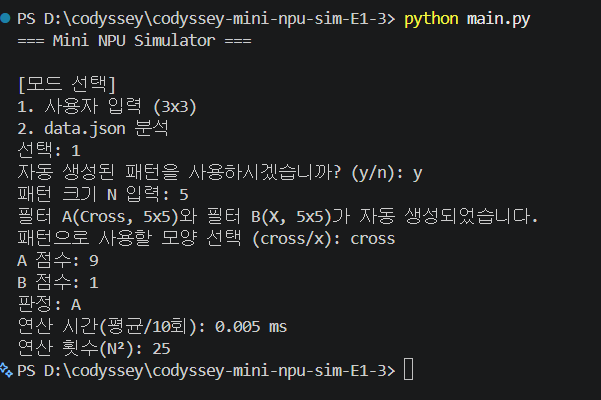 PS D:\codyssey\codyssey-mini-npu-sim-E1-3> python main.py
=== Mini NPU Simulator ===
[모드 선택]
1. 사용자 입력 (3x3)
2. data.json 분석
선택: 1
자동 생성된 패턴을 사용하시겠습니까? (y/n): y
패턴 크기 N 입력: 5
필터 A(Cross, 5x5)와 필터 B(X, 5x5)가 자동 생성되었습니다.
패턴으로 사용할 모양 선택 (cross/x): cross
A 점수: 9
B 점수: 1
판정: A
연산 시간(평균/10회): 0.005 ms
연산 횟수(N²): 25
PS D:\codyssey\codyssey-mini-npu-sim-E1-3>